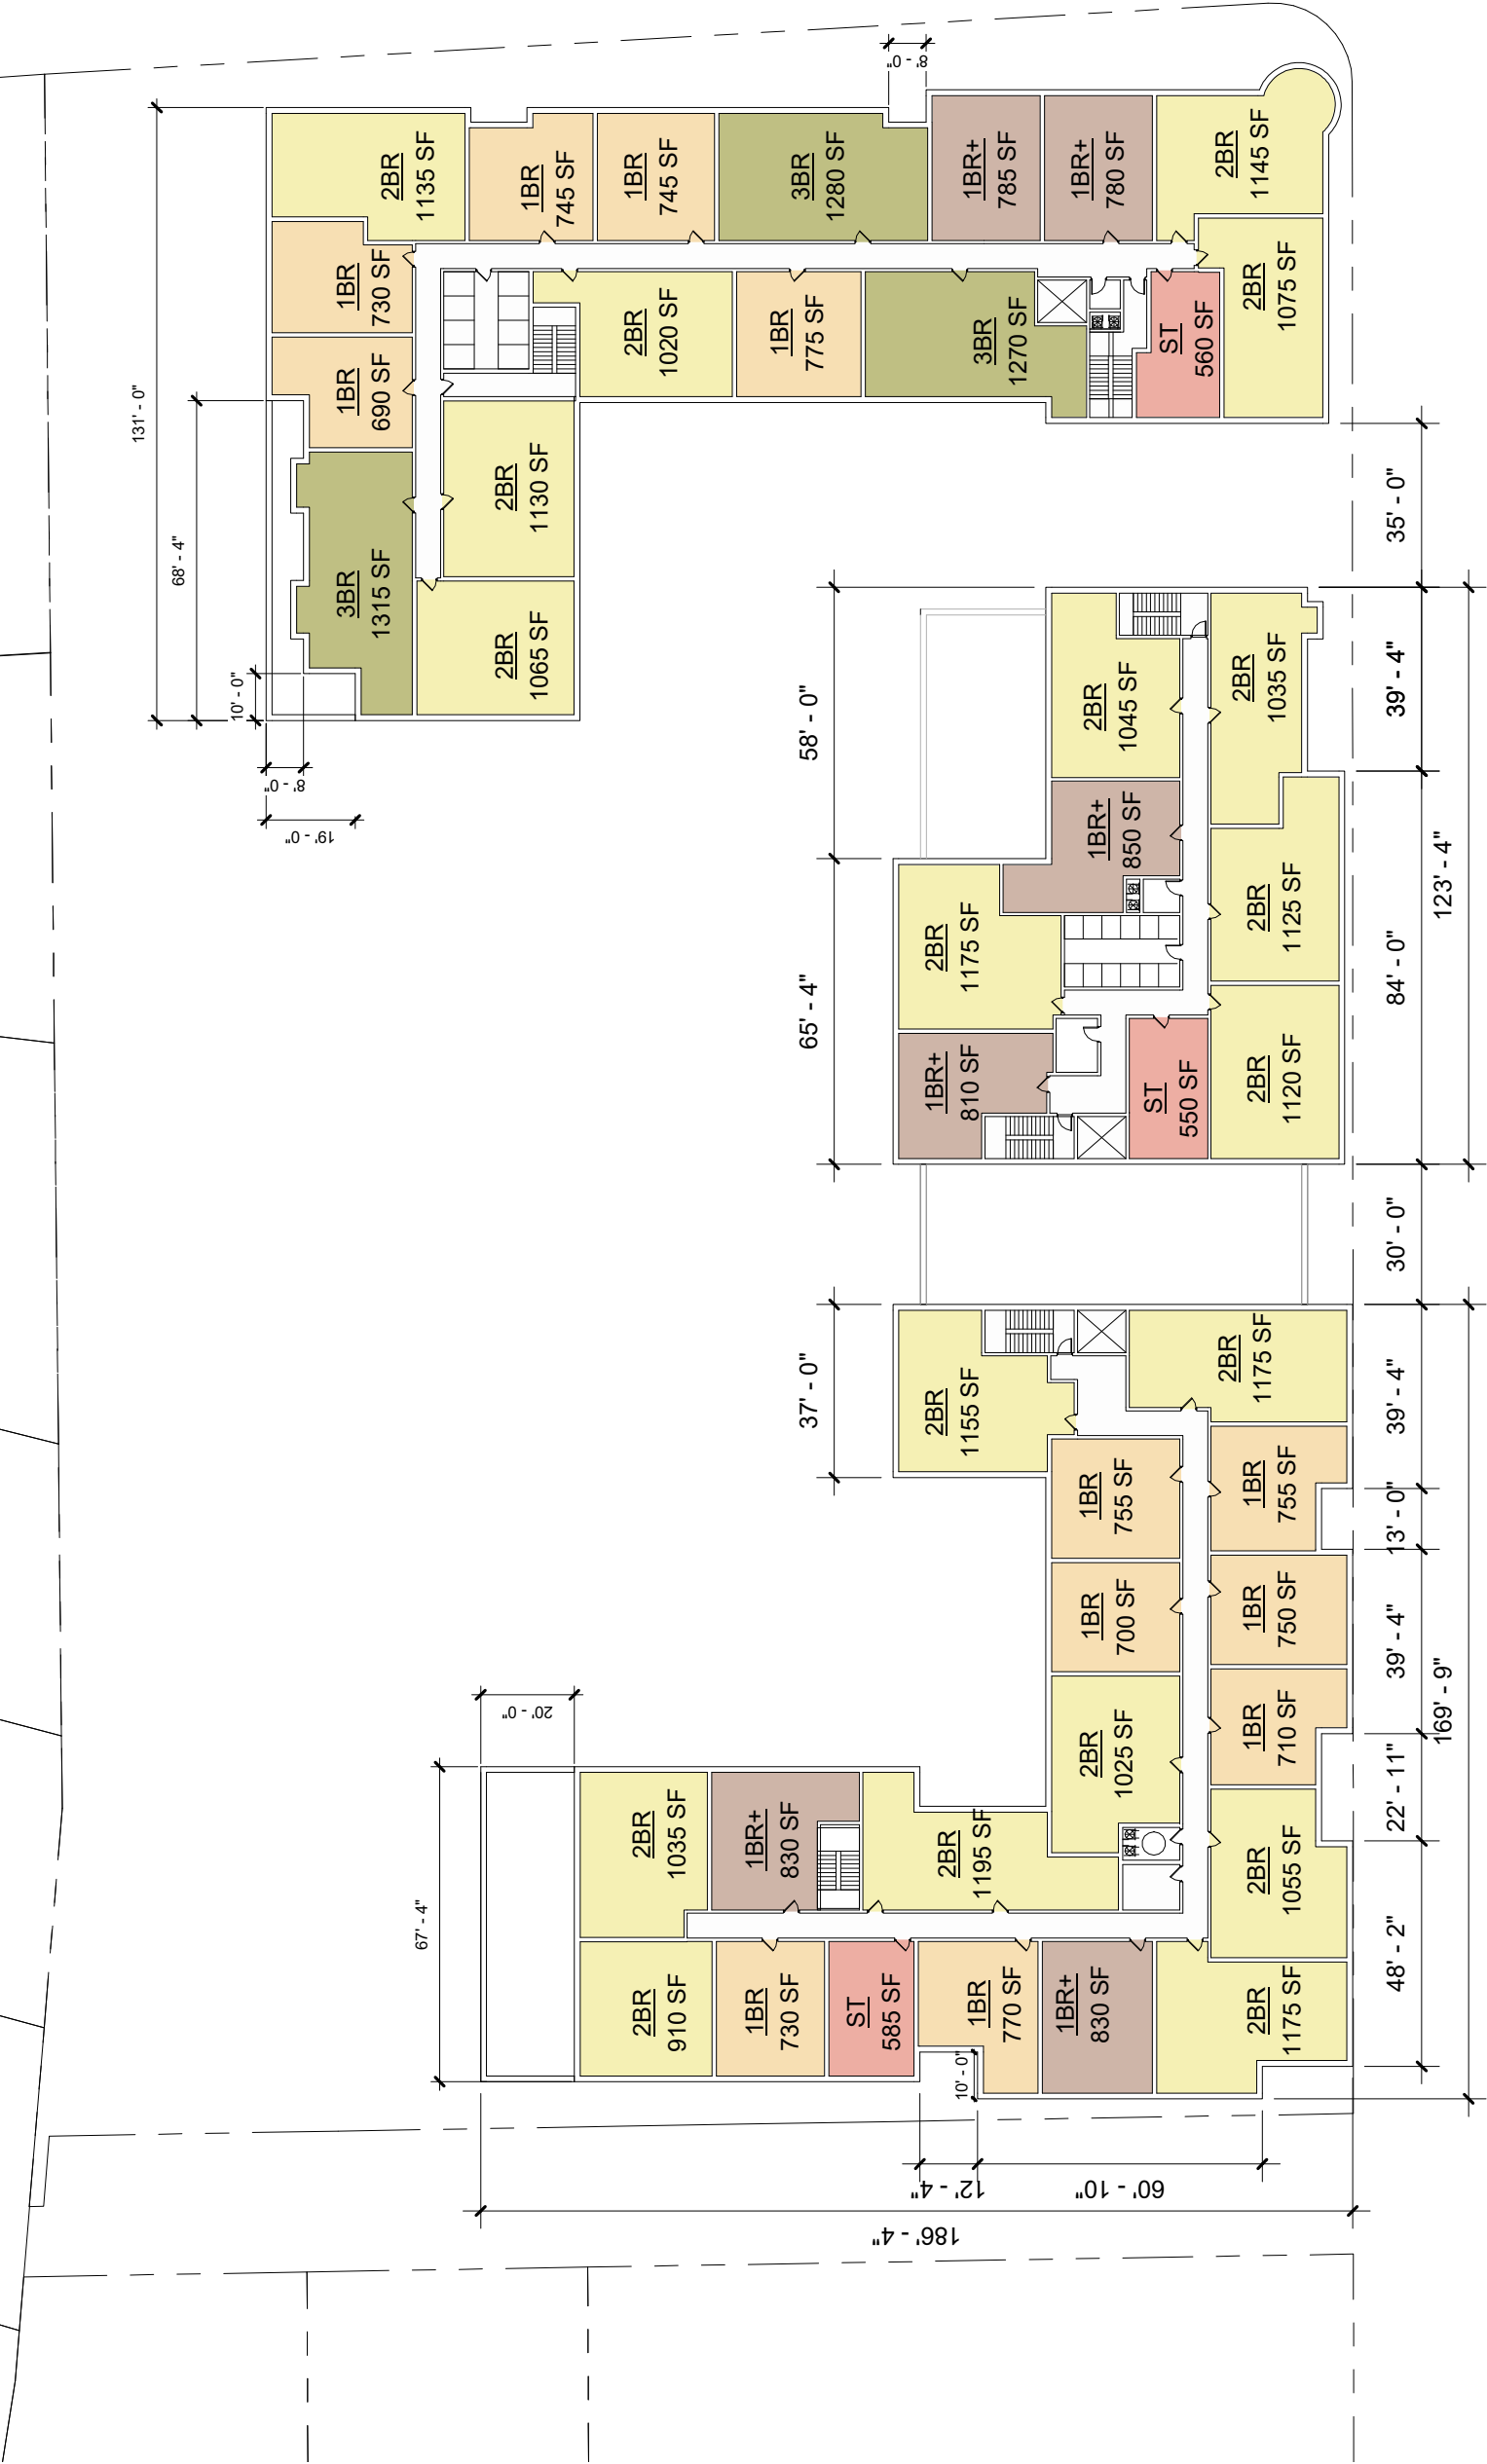 8' - 0"
131' - 0"
68' - 4"
10' - 0"
8' - 0"
19' - 0"
2BR
1135 SF
1BR
745 SF
1BR
745 SF
3BR
1280 SF
1BR+
785 SF
1BR+
780 SF
2BR
1145 SF
1BR
730 SF
1BR
690 SF
3BR
1315 SF
2BR
1130 SF
2BR
1065 SF
2BR
1020 SF
1BR
775 SF
3BR
1270 SF
ST
560 SF
2BR
1075 SF
35' - 0"
58' - 0"
65' - 4"
39' - 4"
84' - 0"
123' - 4"
2BR
1045 SF
2BR
1035 SF
1BR+
850 SF
2BR
1175 SF
2BR
1125 SF
1BR+
810 SF
ST
550 SF
2BR
1120 SF
30' - 0"
37' - 0"
2BR
1155 SF
2BR
1175 SF
1BR
755 SF
1BR
755 SF
1BR
700 SF
1BR
750 SF
2BR
1025 SF
1BR
710 SF
39' - 4"
13' - 0"
39' - 4"
22' - 11"
48' - 2"
169' - 9"
20' - 0"
67' - 4"
2BR
1035 SF
1BR+
830 SF
2BR
1195 SF
2BR
1055 SF
2BR
910 SF
1BR
730 SF
ST
585 SF
1BR
770 SF
1BR+
830 SF
2BR
1175 SF
10' - 0"
12' - 4"
60' - 10"
186' - 4"